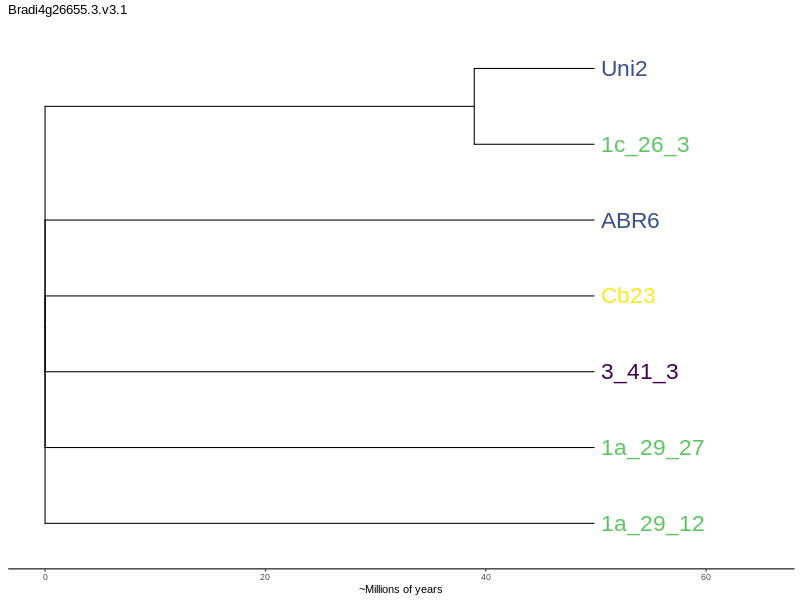 Bradi4g26655.3.v3.1
Uni2
1c_26_3
ABR6
Cb23
3_41_3
1a_29_27
1a_29_12
0 20 40 60
~Millions of years